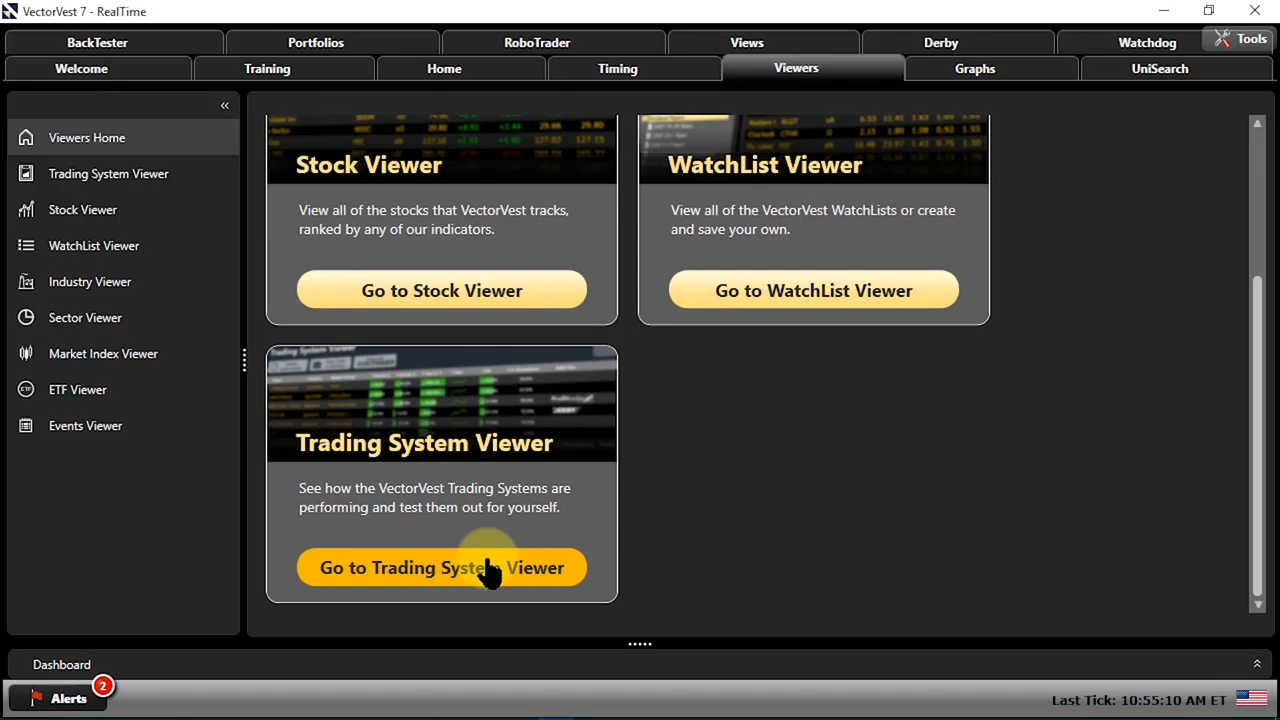 VectorVest 7 - RealTime
BackTester
Portfolios
RoboTrader
Views
Derby
Watchdog
Tools
Welcome
Training
Home
Timing
Viewers
Graphs
UniSearch
«
Viewers Home
Trading System Viewer
Stock Viewer
WatchList Viewer
Industry Viewer
Sector Viewer
Market Index Viewer
ETF
ETF Viewer
Events Viewer
Stock Viewer
View all of the stocks that VectorVest tracks,
ranked by any of our indicators.
Go to Stock Viewer
WatchList Viewer
View all of the VectorVest WatchLists or create
and save your own.
Go to WatchList Viewer
Trading System Viewer
See how the VectorVest Trading Systems are
performing and test them out for yourself.
Go to Trading System Viewer
Dashboard
Alerts
2
Last Tick: 10:55:10 AM ET